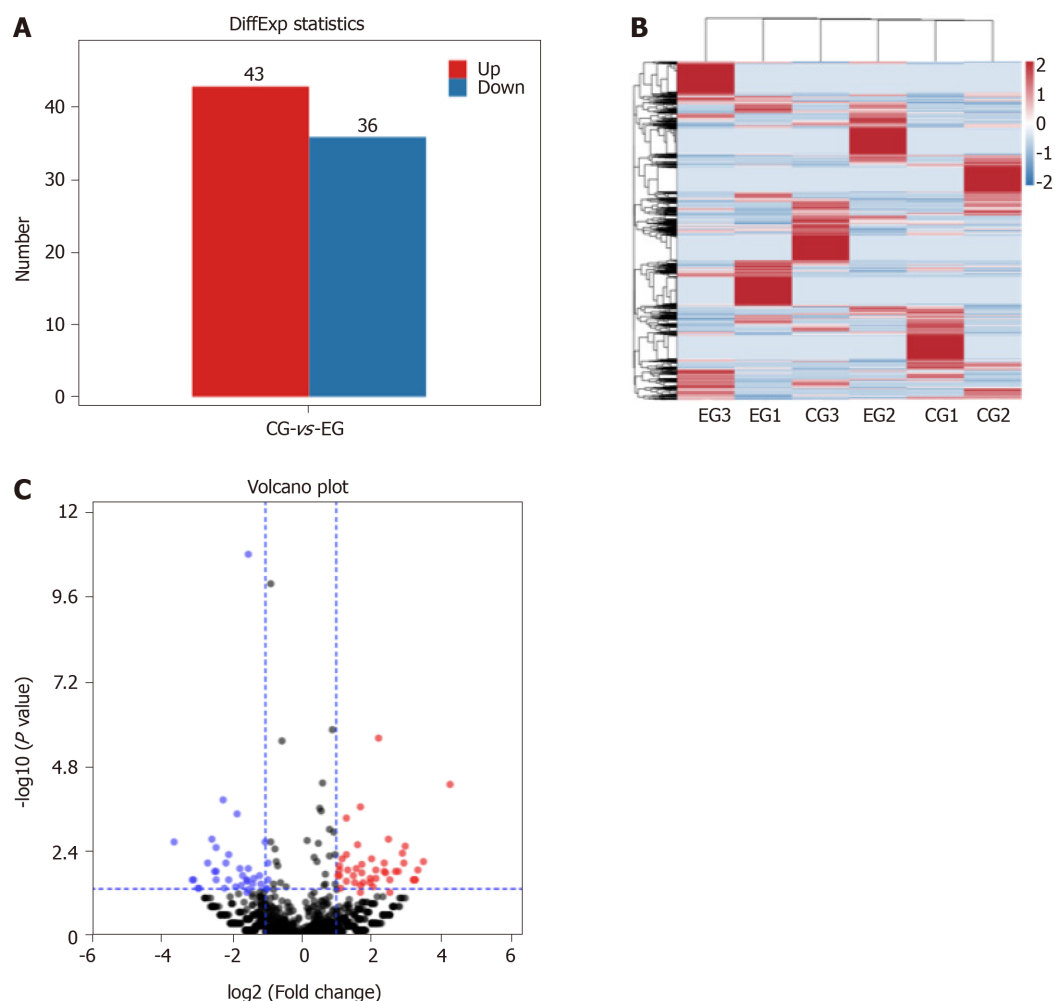 A
DiffExp statistics
43
36
Up
Down
40
30
20
10
0
Number
CG-vs-EG
B
2
1
0
-1
-2
EG3 EG1 CG3 EG2 CG1 CG2
C
Volcano plot
12
9.6
7.2
4.8
2.4
0
-log10 (P value)
-6 -4 -2 0 2 4 6
log2 (Fold change)